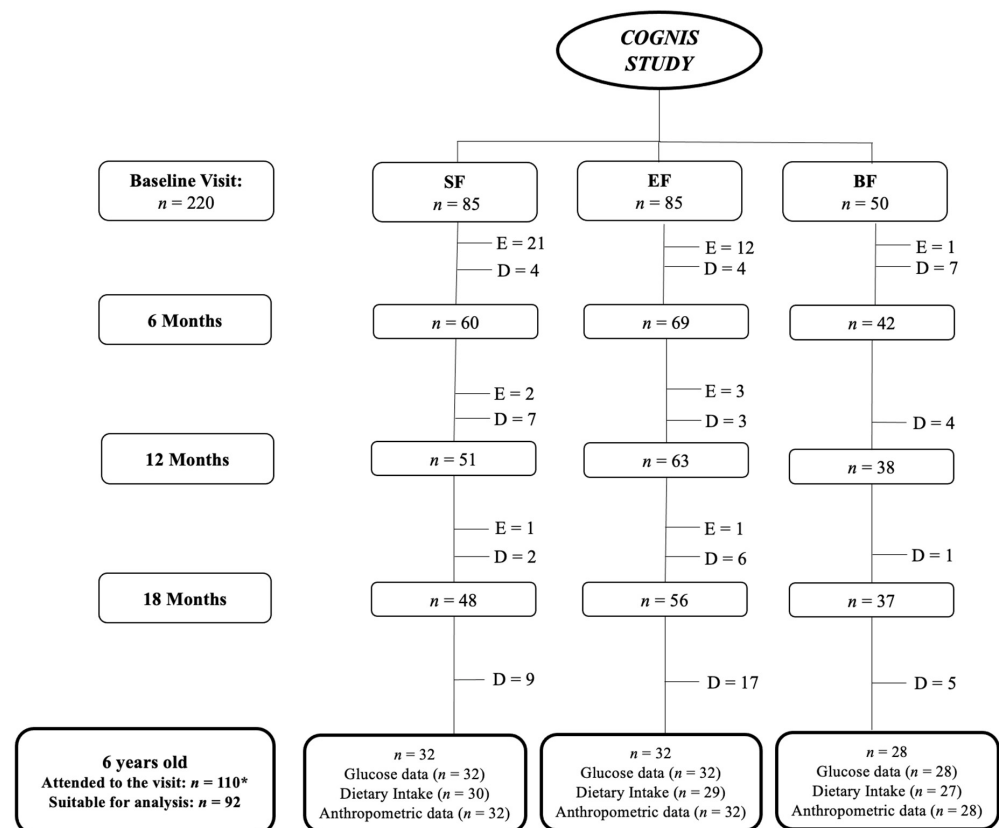 COGNIS
STUDY
Baseline Visit:
n = 220
SF
n = 85
EF
n = 85
BF
n = 50
E = 21
D = 4
E = 12
D = 4
E = 1
D = 7
6 Months
n = 60
n = 69
n = 42
E = 2
D = 7
E = 3
D = 3
D = 4
12 Months
n = 51
n = 63
n = 38
E = 1
D = 2
E = 1
D = 6
D = 1
18 Months
n = 48
n = 56
n = 37
D = 9
D = 17
D = 5
6 years old
Attended to the visit: n = 110*
Suitable for analysis: n = 92
n = 32
Glucose data (n = 32)
Dietary Intake (n = 30)
Anthropometric data (n = 32)
n = 32
Glucose data (n = 32)
Dietary Intake (n = 29)
Anthropometric data (n = 32)
n = 28
Glucose data (n = 28)
Dietary Intake (n = 27)
Anthropometric data (n = 28)